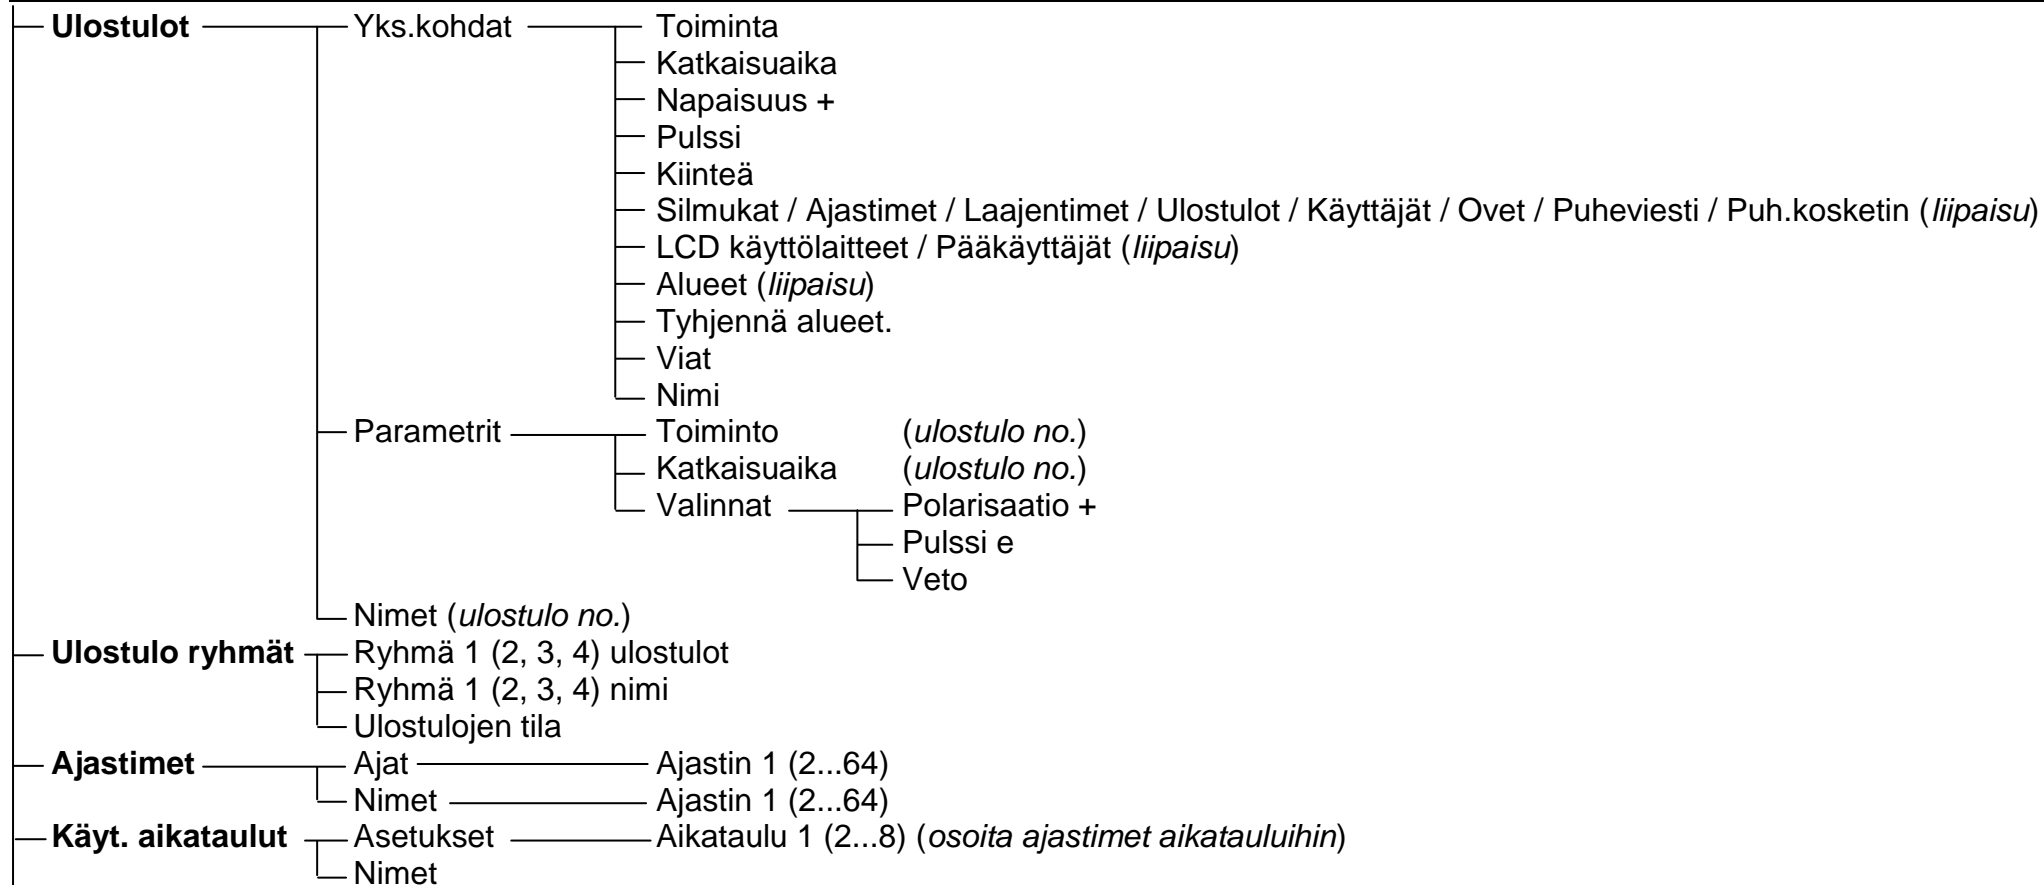 Ulostulot Yks.kohdat Toiminta
Katkaisuaika
Napaisuus +
Pulssi
Kiinteä
Silmukat / Ajastimet / Laajentimet / Ulostulot / Käyttäjät / Ovet / Puheviesti / Puh.kosketin (liipaisu)
LCD käyttölaitteet / Pääkäyttäjät (liipaisu)
Alueet (liipaisu)
Tyhjennä alueet.
Viat
Nimi
Parametrit Toiminto (ulostulo no.)
Katkaisuaika (ulostulo no.)
Valinnat Polarisaatio +
Pulssi e
Veto
Nimet (ulostulo no.)
Ulostulo ryhmät Ryhmä 1 (2, 3, 4) ulostulot
Ryhmä 1 (2, 3, 4) nimi
Ulostulojen tila
Ajastimet Ajat Ajastin 1 (2...64)
Nimet Ajastin 1 (2...64)
Käyt. aikataulut Asetukset Aikataulu 1 (2...8) (osoita ajastimet aikatauluihin)
Nimet